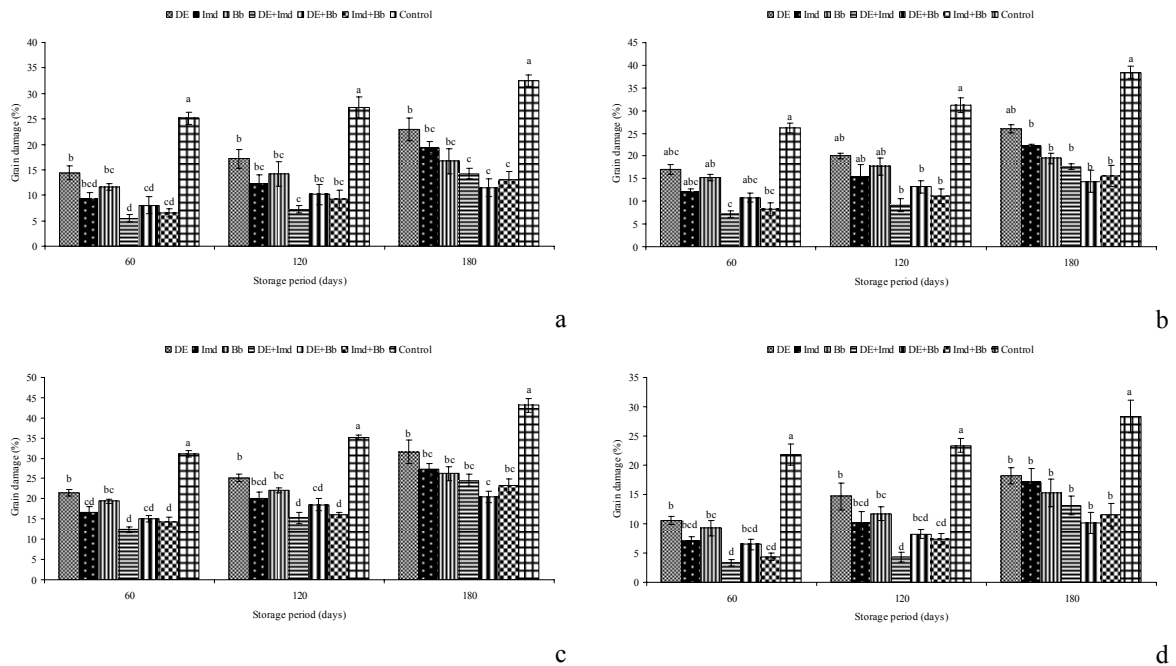 DE Imd Bb DE+Imd DE+Bb Imd+Bb Control
Grain damage (%)
40
35
30
25
20
15
10
5
0
b bcd bc d cd cd a
b bc bc c bc bc a
b bc bc c c c a
60 120 180
Storage period (days)
a
DE Imd Bb DE+Imd DE+Bb Imd+Bb Control
Grain damage (%)
45
40
35
30
25
20
15
10
5
0
abc abc ab c abc bc a
ab ab ab b b b a
ab b b b b b a
60 120 180
Storage period (days)
b
DE Imd Bb DE+Imd DE+Bb Imd+Bb Control
Grain damage (%)
50
45
40
35
30
25
20
15
10
5
0
b cd bc d cd cd a
b bcd bc d cd d a
b bc bc bc c bc a
60 120 180
Storage period (days)
c
DE Imd Bb DE+Imd DE+Bb Imd+Bb Control
Grain damage (%)
35
30
25
20
15
10
5
0
b bcd bc d bcd cd a
b bcd bc d bcd cd a
b b b b b b a
60 120 180
Storage period (days)
d